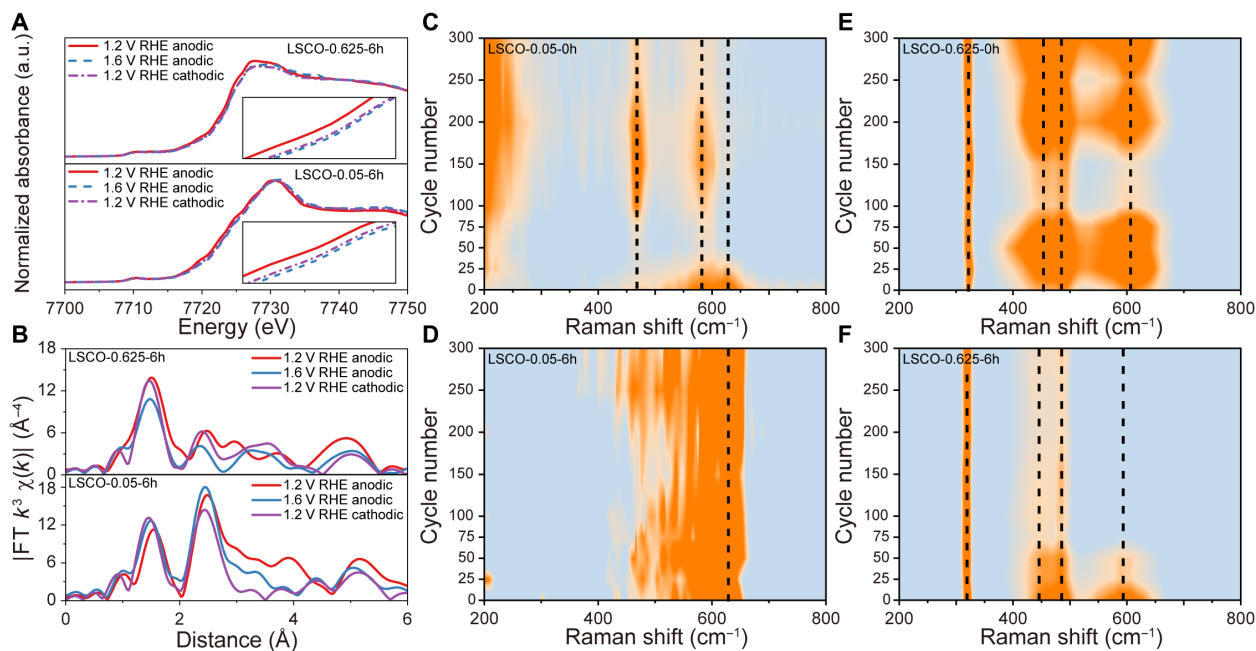 A
Normalized absorbance (a.u.)
1.2 V RHE anodic
1.6 V RHE anodic
1.2 V RHE cathodic
LSCO-0.625-6h
1.2 V RHE anodic
1.6 V RHE anodic
1.2 V RHE cathodic
LSCO-0.05-6h
7700 7710 7720 7730 7740 7750
Energy (eV)
B
|FT k³ χ(k)| (Å⁻⁴)
18
12
6
0
LSCO-0.625-6h
1.2 V RHE anodic
1.6 V RHE anodic
1.2 V RHE cathodic
18
12
6
0
LSCO-0.05-6h
1.2 V RHE anodic
1.6 V RHE anodic
1.2 V RHE cathodic
0 2 4 6
Distance (Å)
C
Cycle number
300
250
200
150
100
75
50
25
0
LSCO-0.05-0h
200 400 600 800
Raman shift (cm⁻¹)
D
Cycle number
300
250
200
150
100
75
50
25
0
LSCO-0.05-6h
200 400 600 800
Raman shift (cm⁻¹)
E
Cycle number
300
250
200
150
100
75
50
25
0
LSCO-0.625-0h
200 400 600 800
Raman shift (cm⁻¹)
F
Cycle number
300
250
200
150
100
75
50
25
0
LSCO-0.625-6h
200 400 600 800
Raman shift (cm⁻¹)